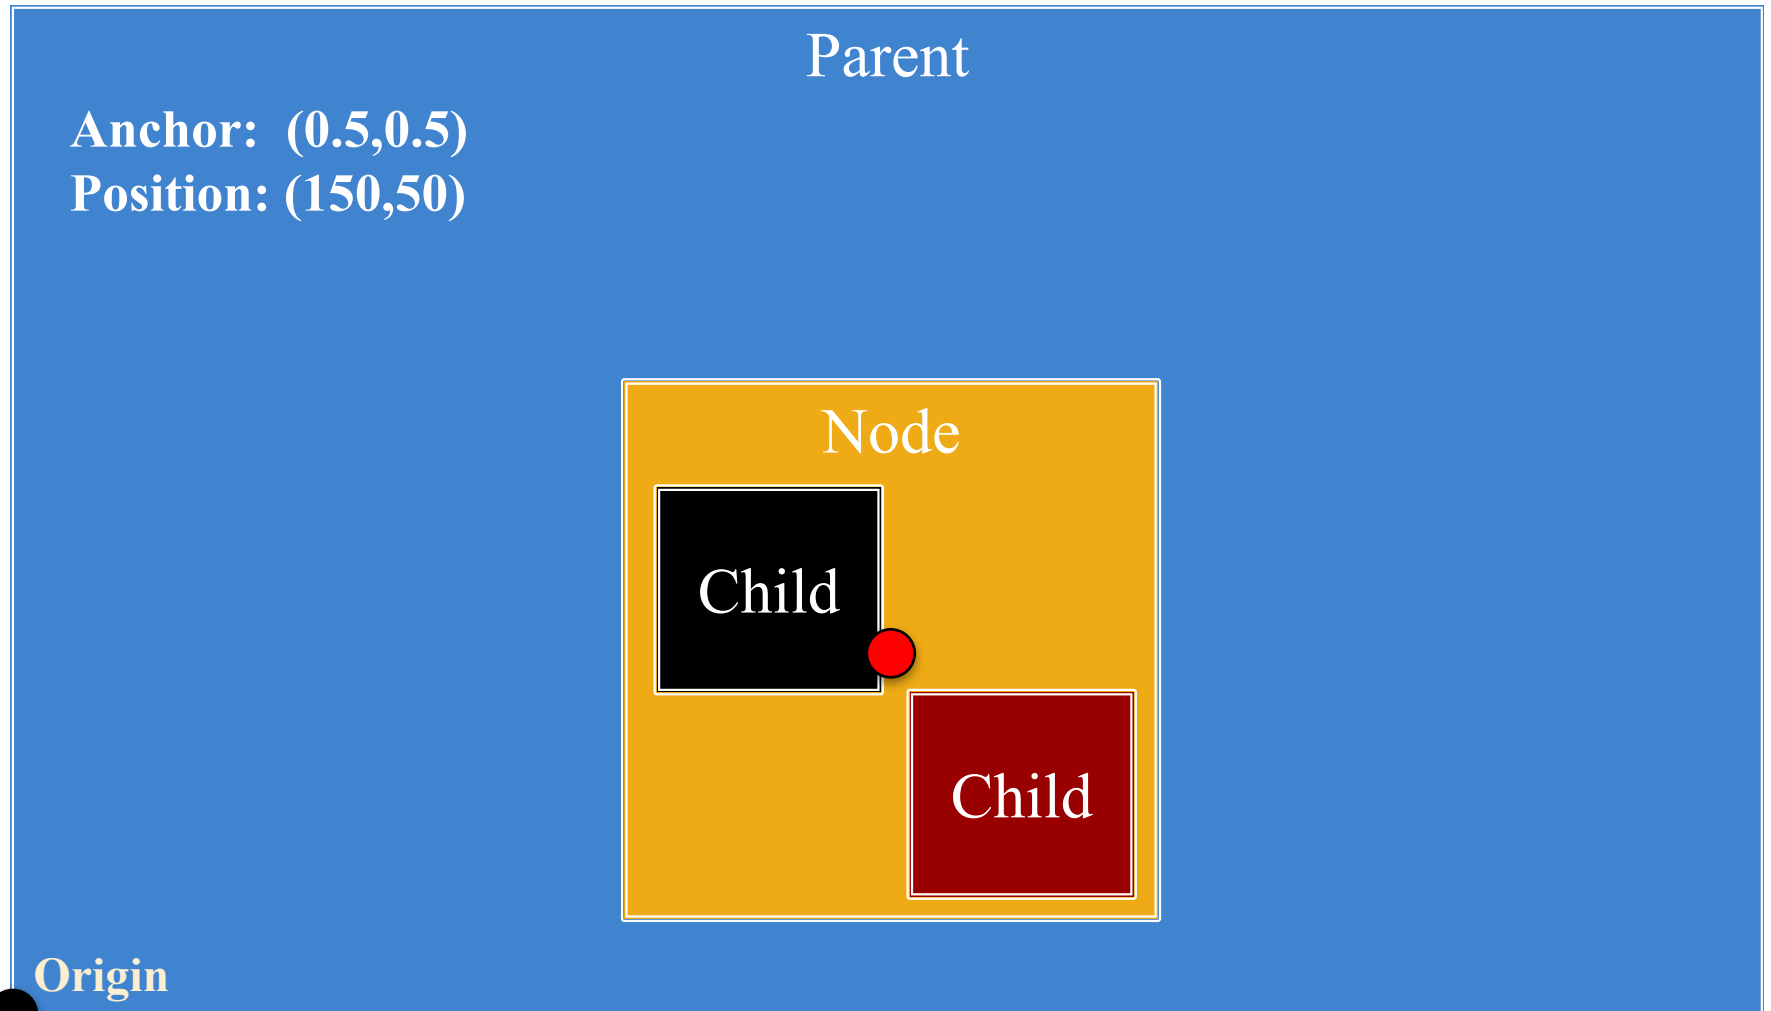 Parent
Anchor: (0.5,0.5)
Position: (150,50)
Node
Child
Child
Origin